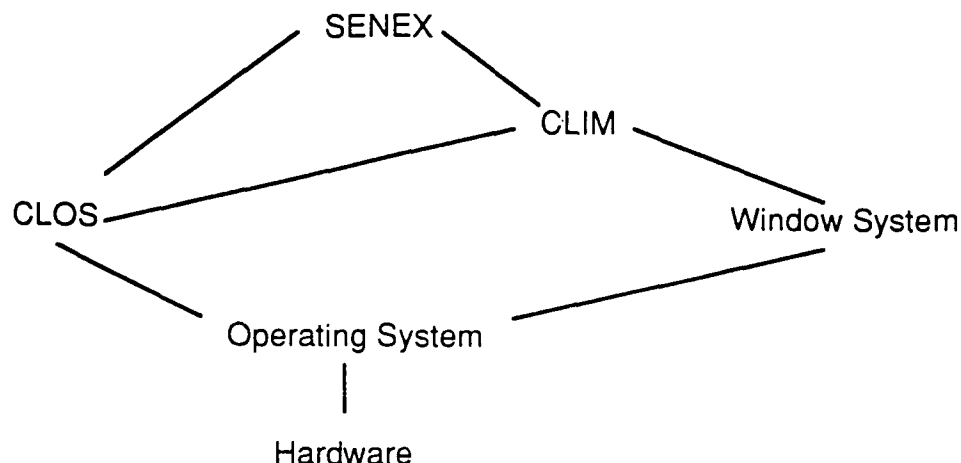 SENEX
CLIM
CLOS
Window System
Operating System
Hardware